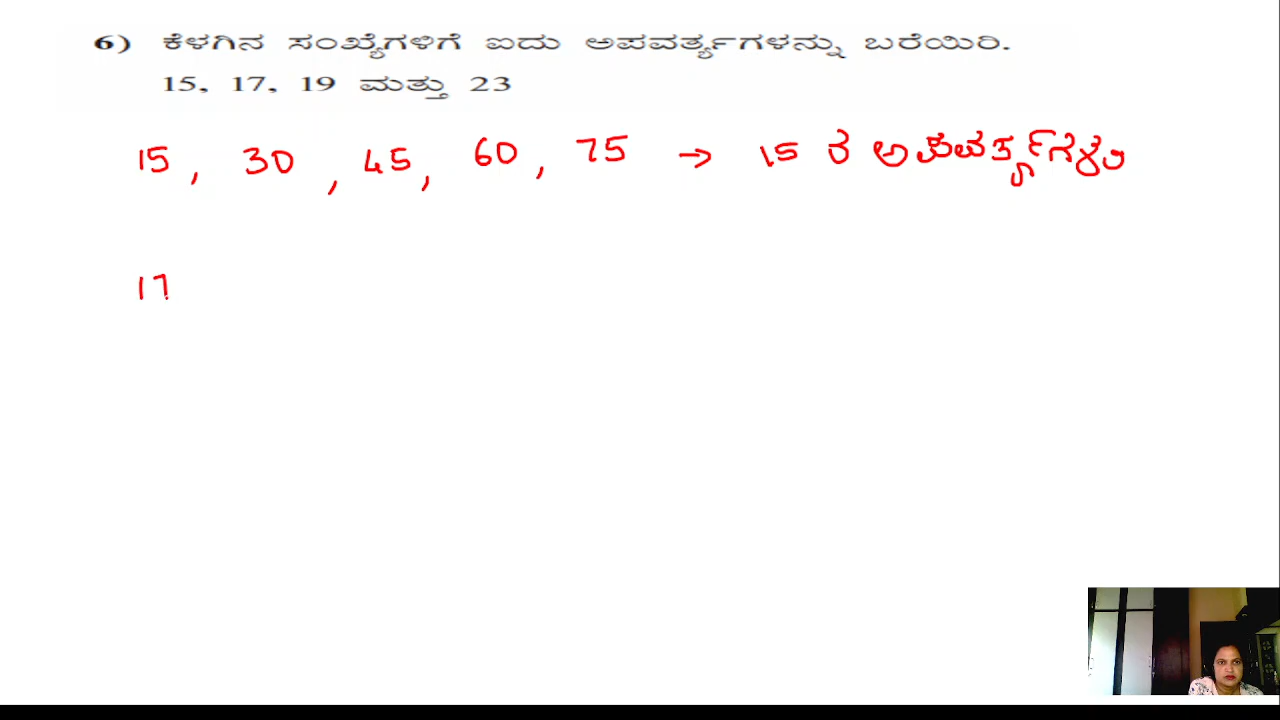 6) ಕೆಳಗಿನ ಸಂಖ್ಯೆಗಳಿಗೆ ಐದು ಅಪವರ್ತ್ಯಗಳನ್ನು ಬರೆಯಿರಿ.
15, 17, 19 ಮತ್ತು 23
15, 30, 45, 60, 75 → 15 ರ ಅಪವರ್ತ್ಯಗಳು
17